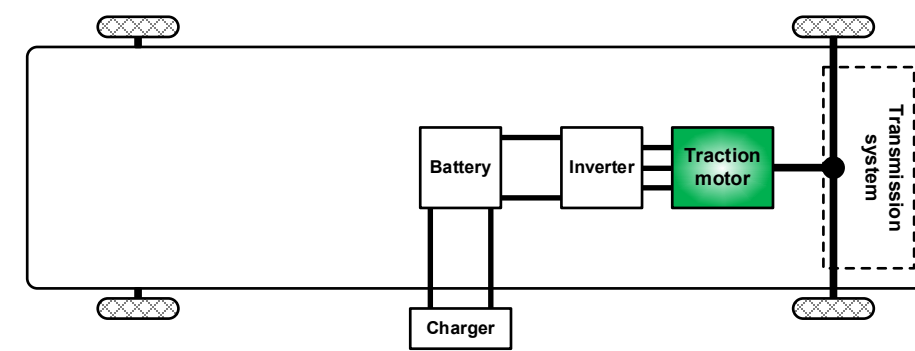 Battery
Inverter
Traction
motor
Transmission
system
Charger